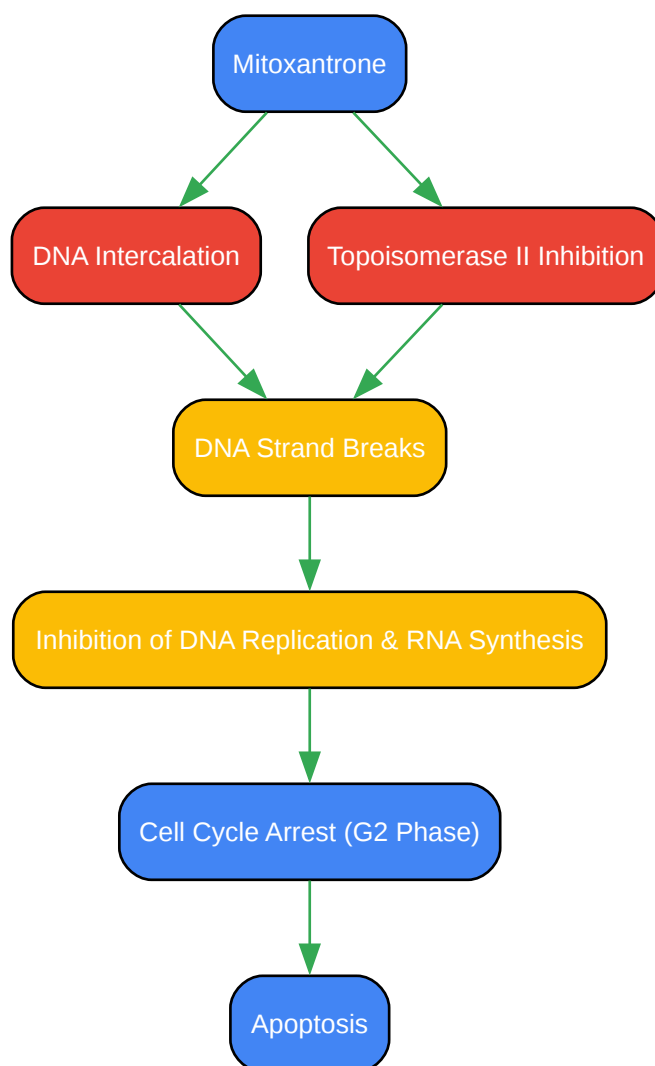 Mitoxantrone
DNA Intercalation
Topoisomerase II Inhibition
DNA Strand Breaks
Inhibition of DNA Replication & RNA Synthesis
Cell Cycle Arrest (G2 Phase)
Apoptosis